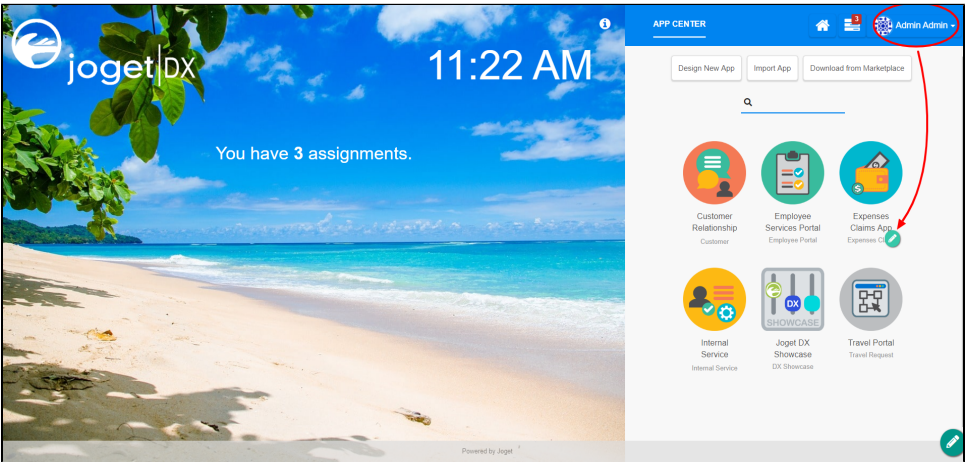 joget DX
11:22 AM
You have 3 assignments.
Powered by Joget
APP CENTER
3
Admin Admin
Design New App
Import App
Download from Marketplace
Customer
Relationship
Customer
Employee
Services Portal
Employee Portal
Expenses
Claims App
Expenses Cl
DX
SHOWCASE
Internal
Service
Internal Service
Joget DX
Showcase
DX Showcase
Travel Portal
Travel Request